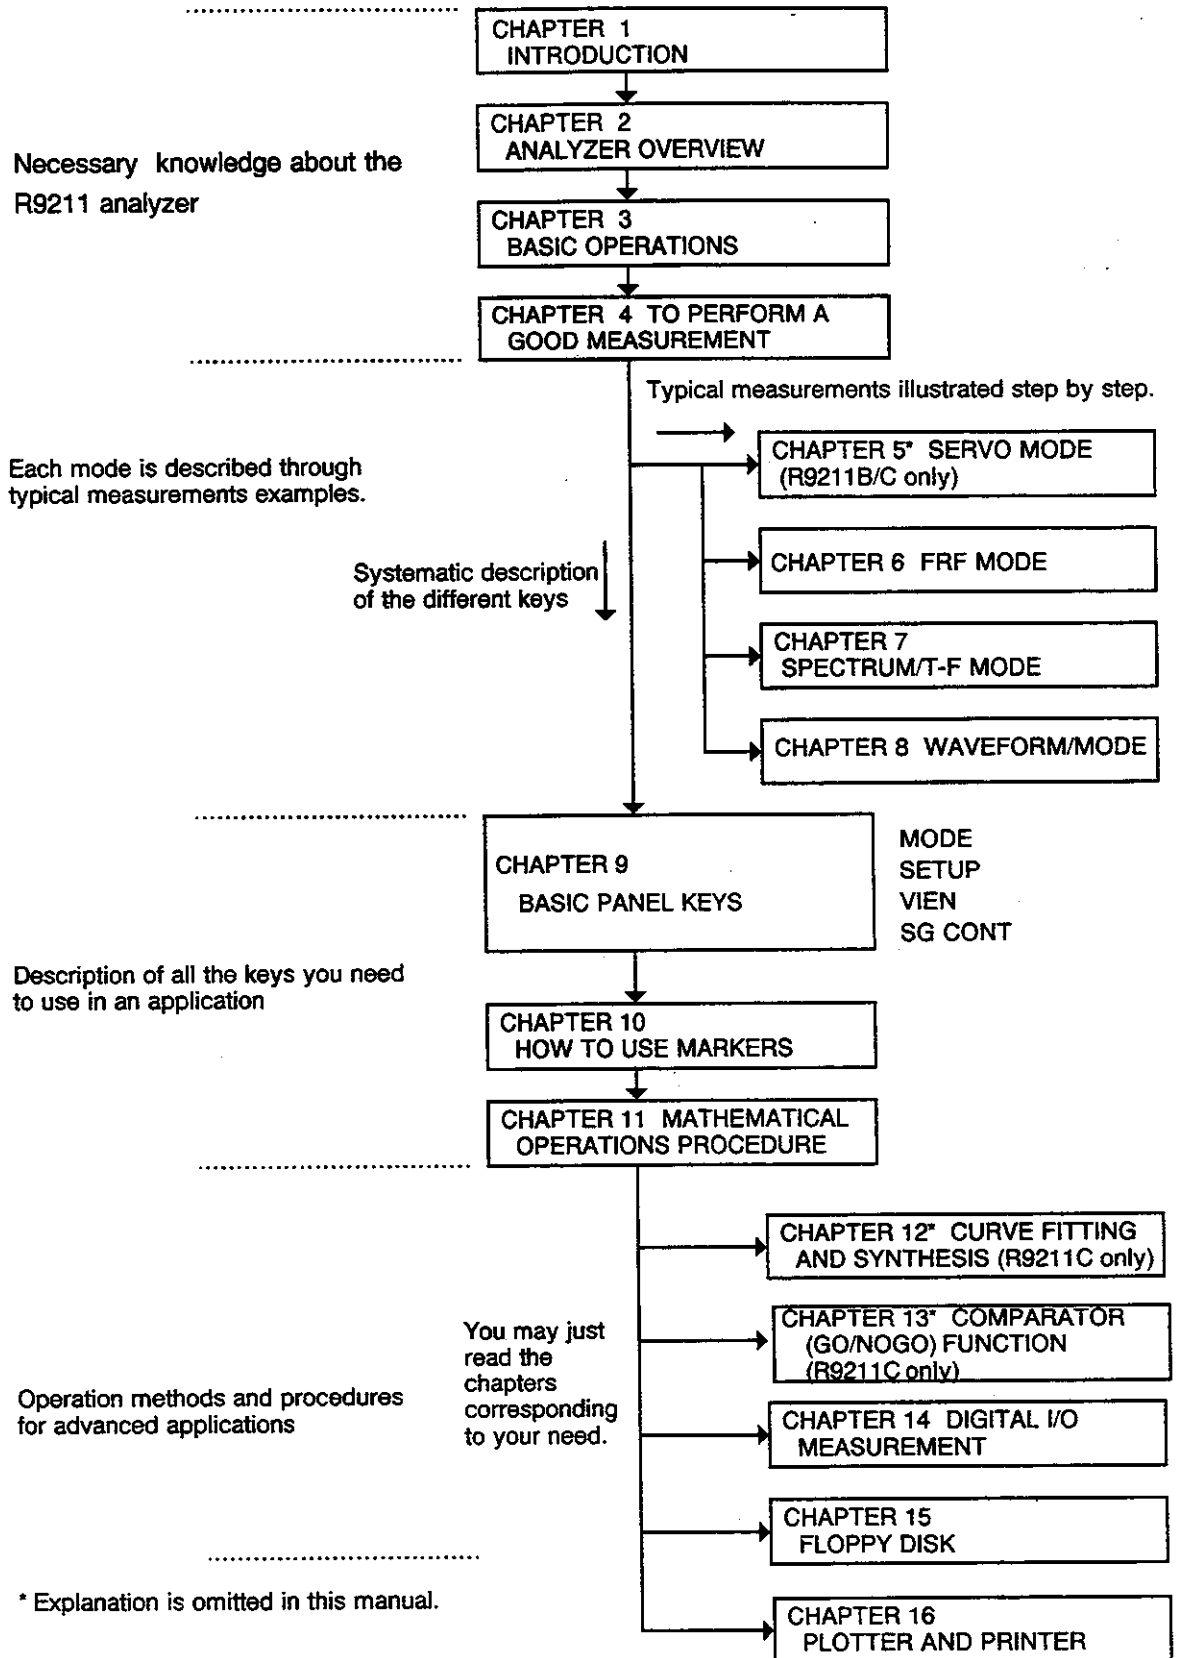 CHAPTER 1
INTRODUCTION
CHAPTER 2
ANALYZER OVERVIEW
Necessary knowledge about the
R9211 analyzer
CHAPTER 3
BASIC OPERATIONS
CHAPTER 4 TO PERFORM A
GOOD MEASUREMENT
Typical measurements illustrated step by step.
Each mode is described through
typical measurements examples.
CHAPTER 5* SERVO MODE
(R9211B/C only)
Systematic description
of the different keys
CHAPTER 6 FRF MODE
CHAPTER 7
SPECTRUM/T-F MODE
CHAPTER 8 WAVEFORM/MODE
CHAPTER 9
BASIC PANEL KEYS
MODE
SETUP
VIEN
SG CONT
Description of all the keys you need
to use in an application
CHAPTER 10
HOW TO USE MARKERS
CHAPTER 11 MATHEMATICAL
OPERATIONS PROCEDURE
CHAPTER 12* CURVE FITTING
AND SYNTHESIS (R9211C only)
You may just
read the
chapters
corresponding
to your need.
CHAPTER 13* COMPARATOR
(GO/NOGO) FUNCTION
(R9211C only)
Operation methods and procedures
for advanced applications
CHAPTER 14 DIGITAL I/O
MEASUREMENT
CHAPTER 15
FLOPPY DISK
* Explanation is omitted in this manual.
CHAPTER 16
PLOTTER AND PRINTER